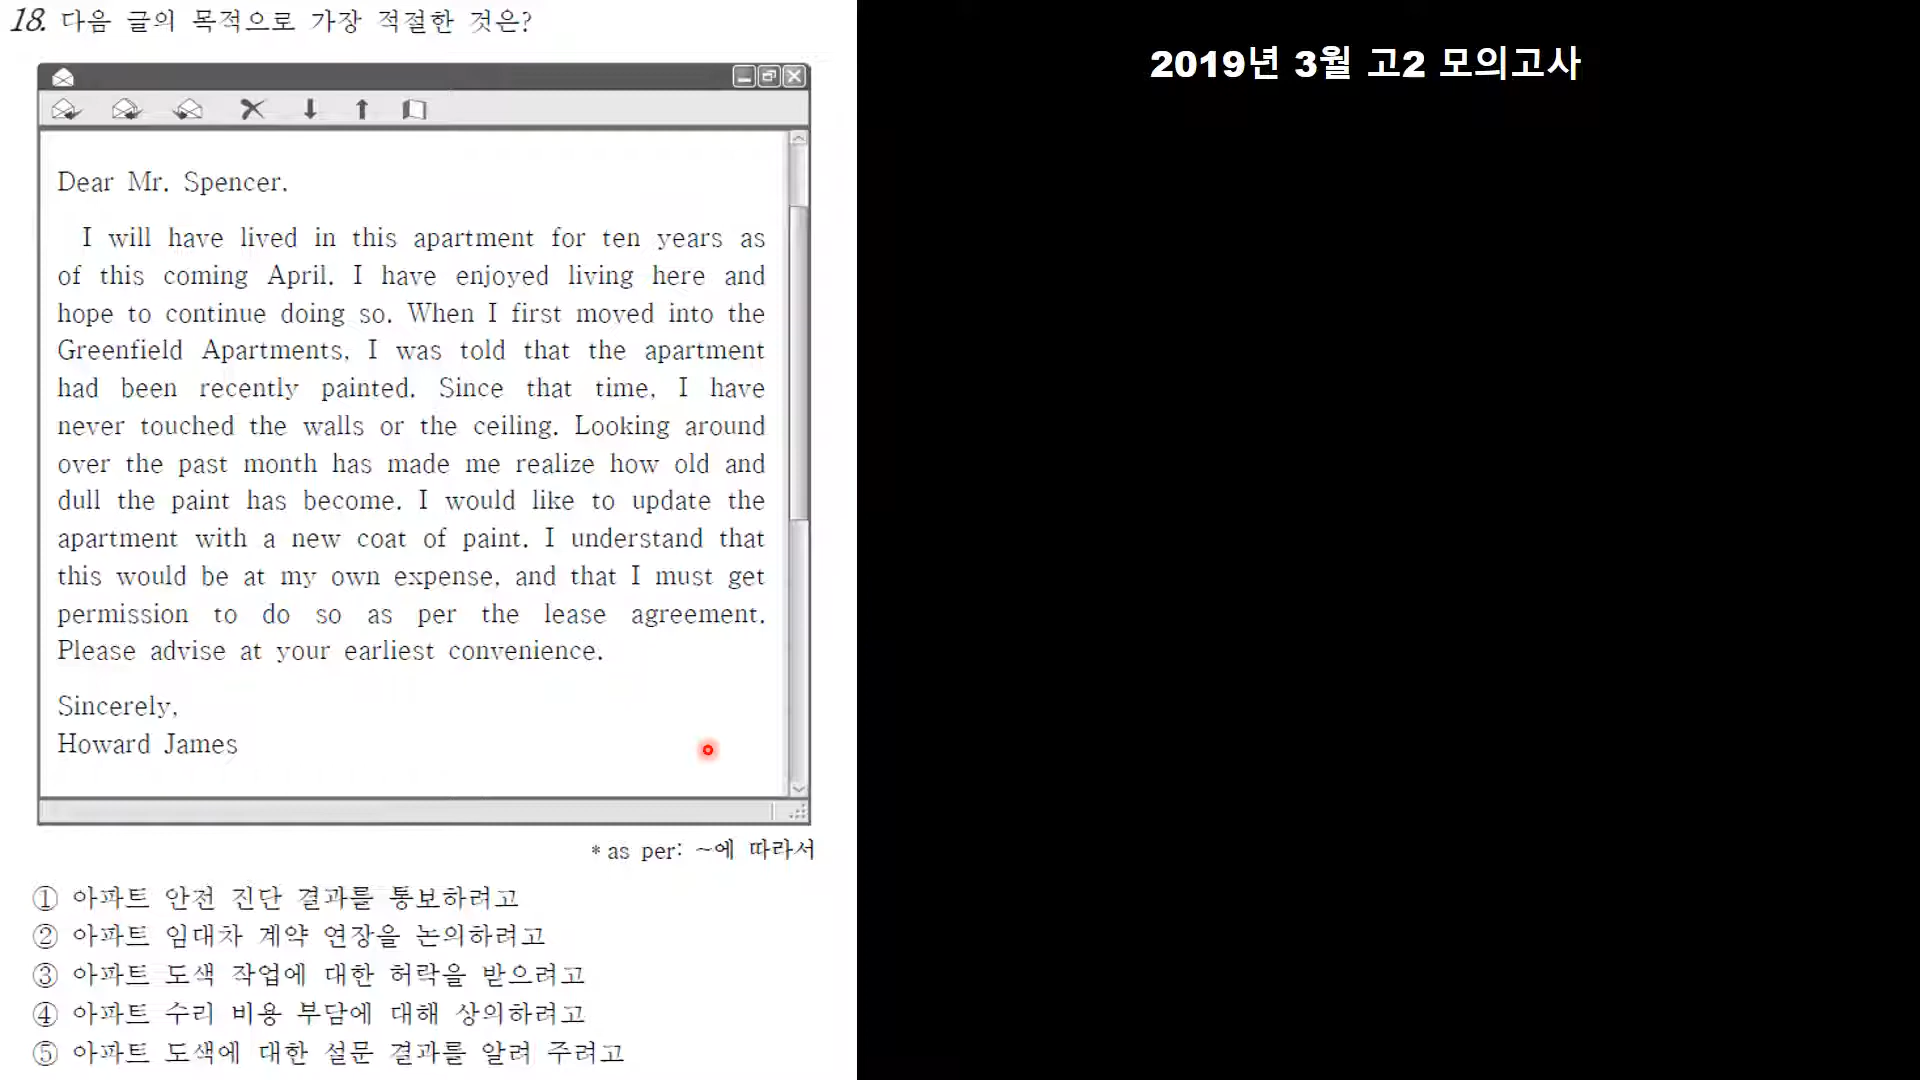 18. 다음 글의 목적으로 가장 적절한 것은?
2019년 3월 고2 모의고사
Dear Mr. Spencer.
I will have lived in this apartment for ten years as
of this coming April. I have enjoyed living here and
hope to continue doing so. When I first moved into the
Greenfield Apartments, I was told that the apartment
had been recently painted. Since that time, I have
never touched the walls or the ceiling. Looking around
over the past month has made me realize how old and
dull the paint has become. I would like to update the
apartment with a new coat of paint. I understand that
this would be at my own expense, and that I must get
permission to do so as per the lease agreement.
Please advise at your earliest convenience.
Sincerely,
Howard James
* as per: ~에 따라서
① 아파트 안전 진단 결과를 통보하려고
② 아파트 임대차 계약 연장을 논의하려고
③ 아파트 도색 작업에 대한 허락을 받으려고
④ 아파트 수리 비용 부담에 대해 상의하려고
⑤ 아파트 도색에 대한 설문 결과를 알려 주려고